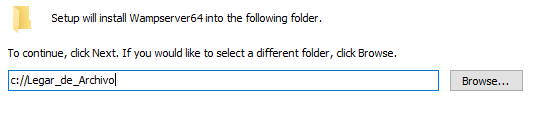 Setup will install Wampserver64 into the following folder.
To continue, click Next. If you would like to select a different folder, click Browse.
c://Legar_de_Archivo
Browse...